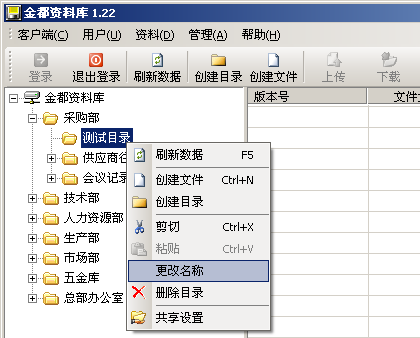 金都资料库 1.22
客户端(C) 用户(U) 资料(D) 管理(A) 帮助(H)
登录 退出登录 刷新数据 创建目录 创建文件 上传 下载
金都资料库
采购部
测试目录
供应商
会议记录
技术部
人力资源部
生产部
市场部
五金库
总部办公室
版本号 文件
刷新数据 F5
创建文件 Ctrl+N
创建目录
剪切 Ctrl+X
粘贴 Ctrl+V
更改名称
删除目录
共享设置